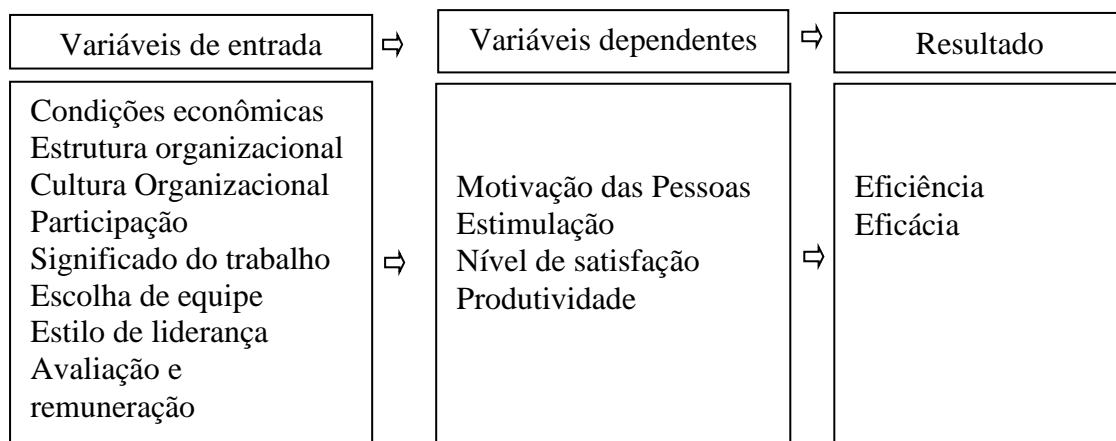 Variáveis de entrada
Variáveis dependentes
Resultado
Condições econômicas
Estrutura organizacional
Cultura Organizacional
Participação
Significado do trabalho
Escolha de equipe
Estilo de liderança
Avaliação e
remuneração
Motivação das Pessoas
Estimulação
Nível de satisfação
Produtividade
Eficiência
Eficácia